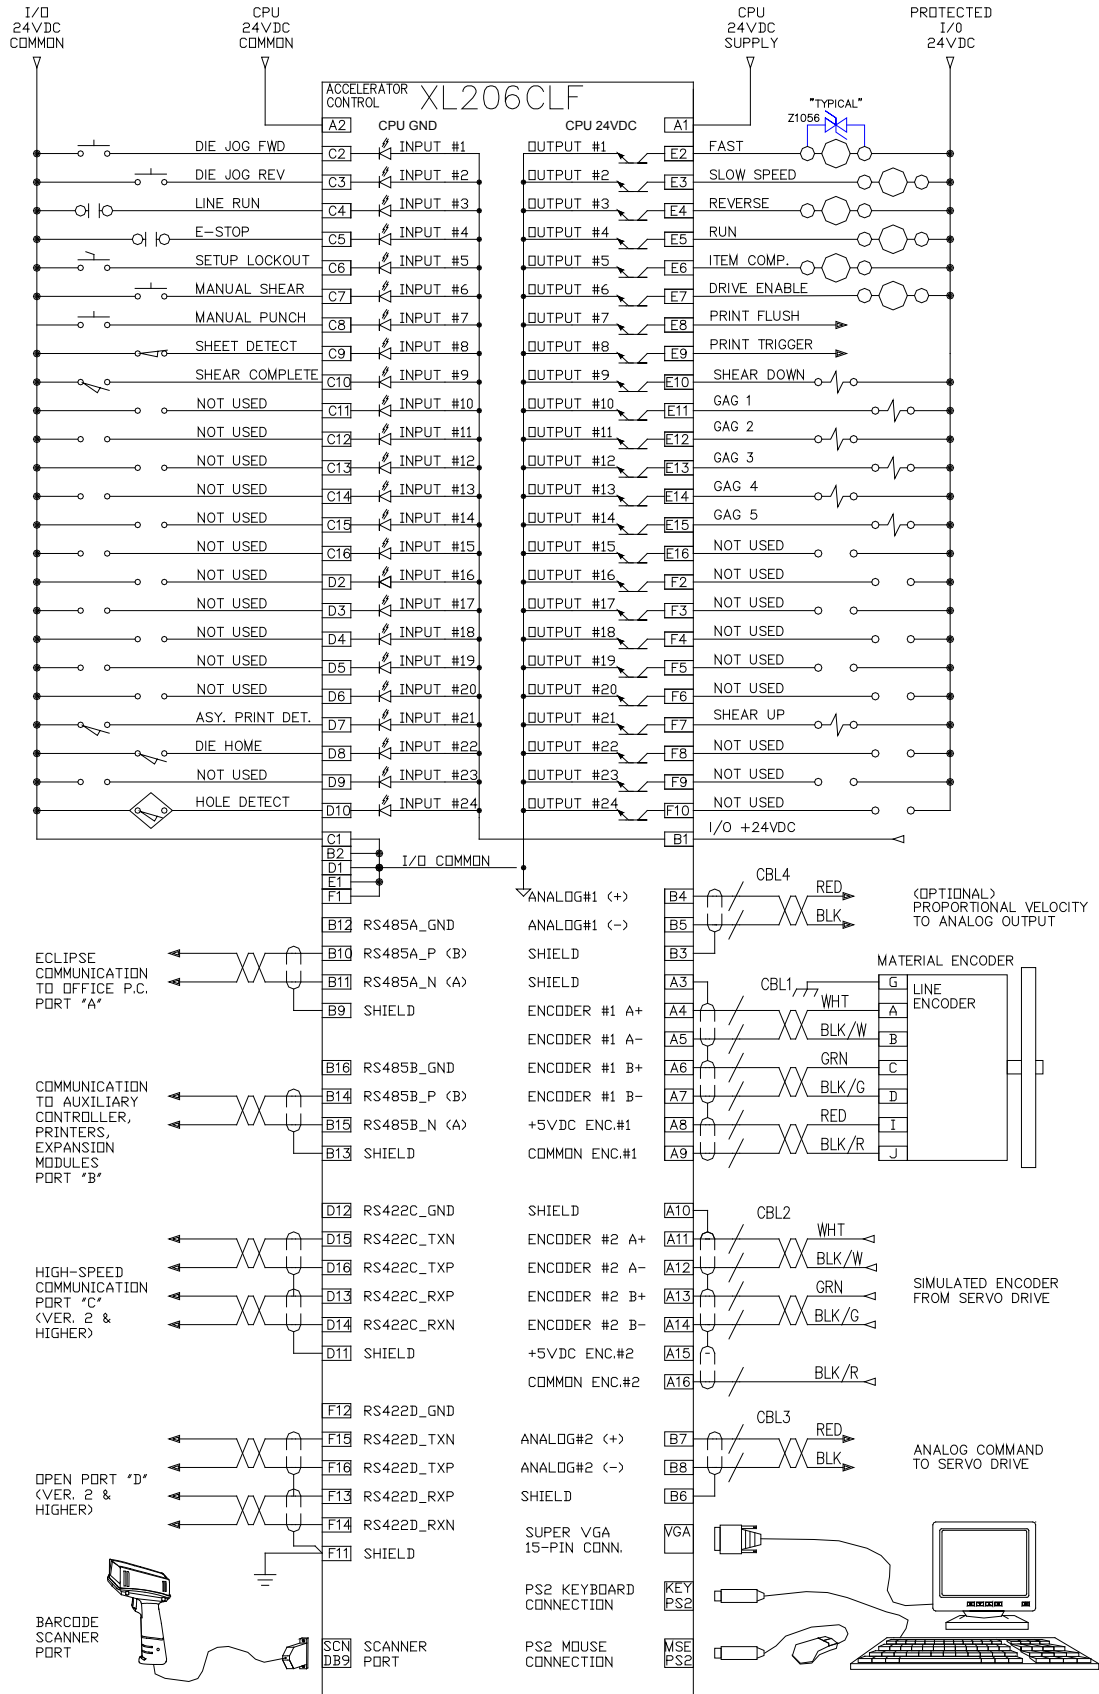 I/O
24VDC
COMMON
CPU
24VDC
COMMON
CPU
24VDC
SUPPLY
PROTECTED
I/O
24VDC
ACCELERATOR
CONTROL
XL206CLF
"TYPICAL"
Z1056
A2 CPU GND CPU 24VDC A1
DIE JOG FWD C2 INPUT #1 OUTPUT #1 E2 FAST
DIE JOG REV C3 INPUT #2 OUTPUT #2 E3 SLOW SPEED
LINE RUN C4 INPUT #3 OUTPUT #3 E4 REVERSE
E-STOP C5 INPUT #4 OUTPUT #4 E5 RUN
SETUP LOCKOUT C6 INPUT #5 OUTPUT #5 E6 ITEM COMP.
MANUAL SHEAR C7 INPUT #6 OUTPUT #6 E7 DRIVE ENABLE
MANUAL PUNCH C8 INPUT #7 OUTPUT #7 E8 PRINT FLUSH
SHEET DETECT C9 INPUT #8 OUTPUT #8 E9 PRINT TRIGGER
SHEAR COMPLETE C10 INPUT #9 OUTPUT #9 E10 SHEAR DOWN
NOT USED C11 INPUT #10 OUTPUT #10 E11 GAG 1
NOT USED C12 INPUT #11 OUTPUT #11 E12 GAG 2
NOT USED C13 INPUT #12 OUTPUT #12 E13 GAG 3
NOT USED C14 INPUT #13 OUTPUT #13 E14 GAG 4
NOT USED C15 INPUT #14 OUTPUT #14 E15 GAG 5
NOT USED C16 INPUT #15 OUTPUT #15 E16 NOT USED
NOT USED D2 INPUT #16 OUTPUT #16 F2 NOT USED
NOT USED D3 INPUT #17 OUTPUT #17 F3 NOT USED
NOT USED D4 INPUT #18 OUTPUT #18 F4 NOT USED
NOT USED D5 INPUT #19 OUTPUT #19 F5 NOT USED
NOT USED D6 INPUT #20 OUTPUT #20 F6 NOT USED
ASY. PRINT DET. D7 INPUT #21 OUTPUT #21 F7 SHEAR UP
DIE HOME D8 INPUT #22 OUTPUT #22 F8 NOT USED
NOT USED D9 INPUT #23 OUTPUT #23 F9 NOT USED
HOLE DETECT D10 INPUT #24 OUTPUT #24 F10 NOT USED
C1 B1 I/O +24VDC
B2
D1 I/O COMMON
E1
F1 ANALOG#1 (+) B4 CBL4 RED
B12 RS485A_GND ANALOG#1 (-) B5 BLK
(OPTIONAL)
PROPORTIONAL VELOCITY
TO ANALOG OUTPUT
B10 RS485A_P (B) SHIELD B3
B11 RS485A_N (A) SHIELD A3
B9 SHIELD
ECLIPSE
COMMUNICATION
TO OFFICE P.C.
PORT "A"
MATERIAL ENCODER
CBL1 G LINE
ENCODER
ENCODER #1 A+ A4 WHT A
ENCODER #1 A- A5 BLK/W B
B16 RS485B_GND ENCODER #1 B+ A6 GRN C
B14 RS485B_P (B) ENCODER #1 B- A7 BLK/G D
B15 RS485B_N (A) +5VDC ENC.#1 A8 RED I
B13 SHIELD COMMON ENC.#1 A9 BLK/R J
COMMUNICATION
TO AUXILIARY
CONTROLLER,
PRINTERS,
EXPANSION
MODULES
PORT "B"
D12 RS422C_GND SHIELD A10 CBL2
D15 RS422C_TXN ENCODER #2 A+ A11 WHT
D16 RS422C_TXP ENCODER #2 A- A12 BLK/W
D13 RS422C_RXP ENCODER #2 B+ A13 GRN
D14 RS422C_RXN ENCODER #2 B- A14 BLK/G
D11 SHIELD +5VDC ENC.#2 A15
COMMON ENC.#2 A16 BLK/R
HIGH-SPEED
COMMUNICATION
PORT "C"
(VER. 2 &
HIGHER)
SIMULATED ENCODER
FROM SERVO DRIVE
F12 RS422D_GND
F15 RS422D_TXN ANALOG#2 (+) B7 CBL3 RED
F16 RS422D_TXP ANALOG#2 (-) B8 BLK
F13 RS422D_RXP SHIELD B6
F14 RS422D_RXN
F11 SHIELD
OPEN PORT "D"
(VER. 2 &
HIGHER)
ANALOG COMMAND
TO SERVO DRIVE
SUPER VGA
15-PIN CONN.
VGA
PS2 KEYBOARD
CONNECTION
KEY
PS2
BARCODE
SCANNER
PORT
SCN
DB9
SCANNER
PORT
PS2 MOUSE
CONNECTION
MSE
PS2